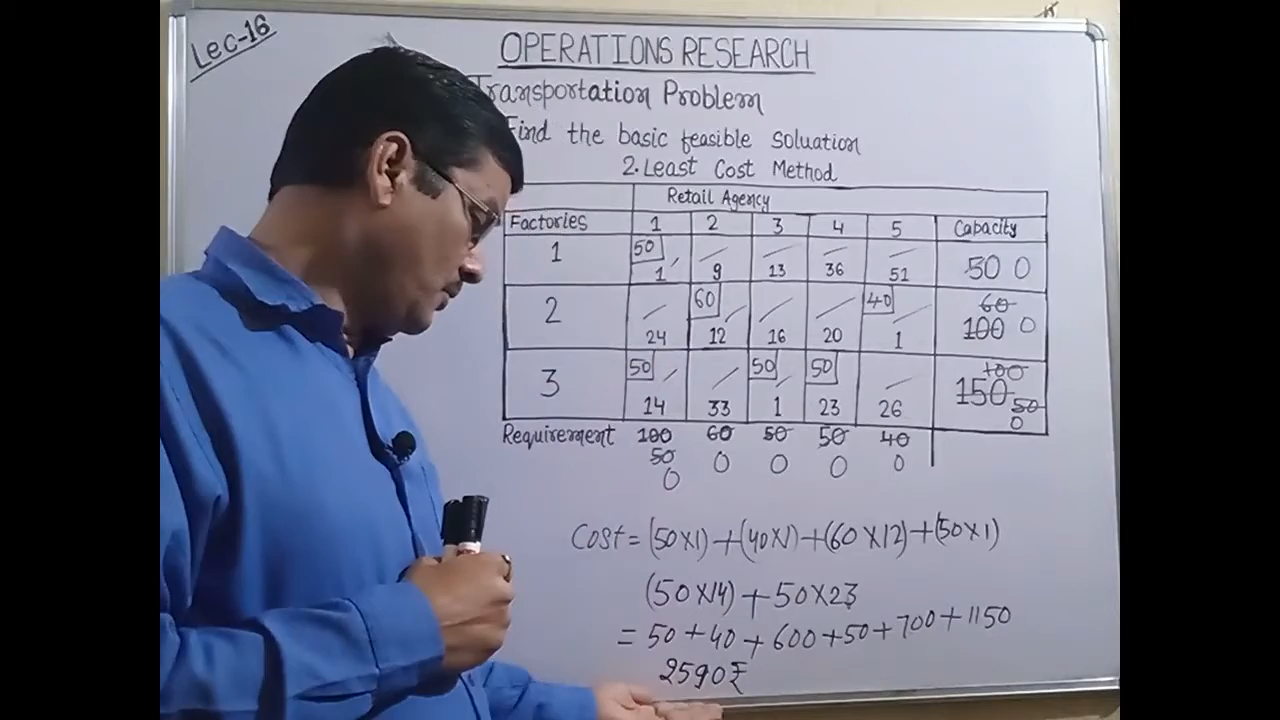 Lec-16
OPERATIONS RESEARCH
Transportation Problem
Find the basic feasible soluation
2. Least Cost Method
Retail Agency
Factories 1 2 3 4 5 Capacity
50
1 50 0
1 9 13 36 51
60 40 60
2 100 0
24 12 16 20 1
50 50 50 100
3 150 50
14 33 1 23 26 0
Requirement 100 60 50 50 40
50 0 0 0 0
0
Cost = (50×1) + (40×1) + (60×12) + (50×1)
(50×14) + 50×23
= 50 + 40 + 600 + 50 + 700 + 1150
2590₹